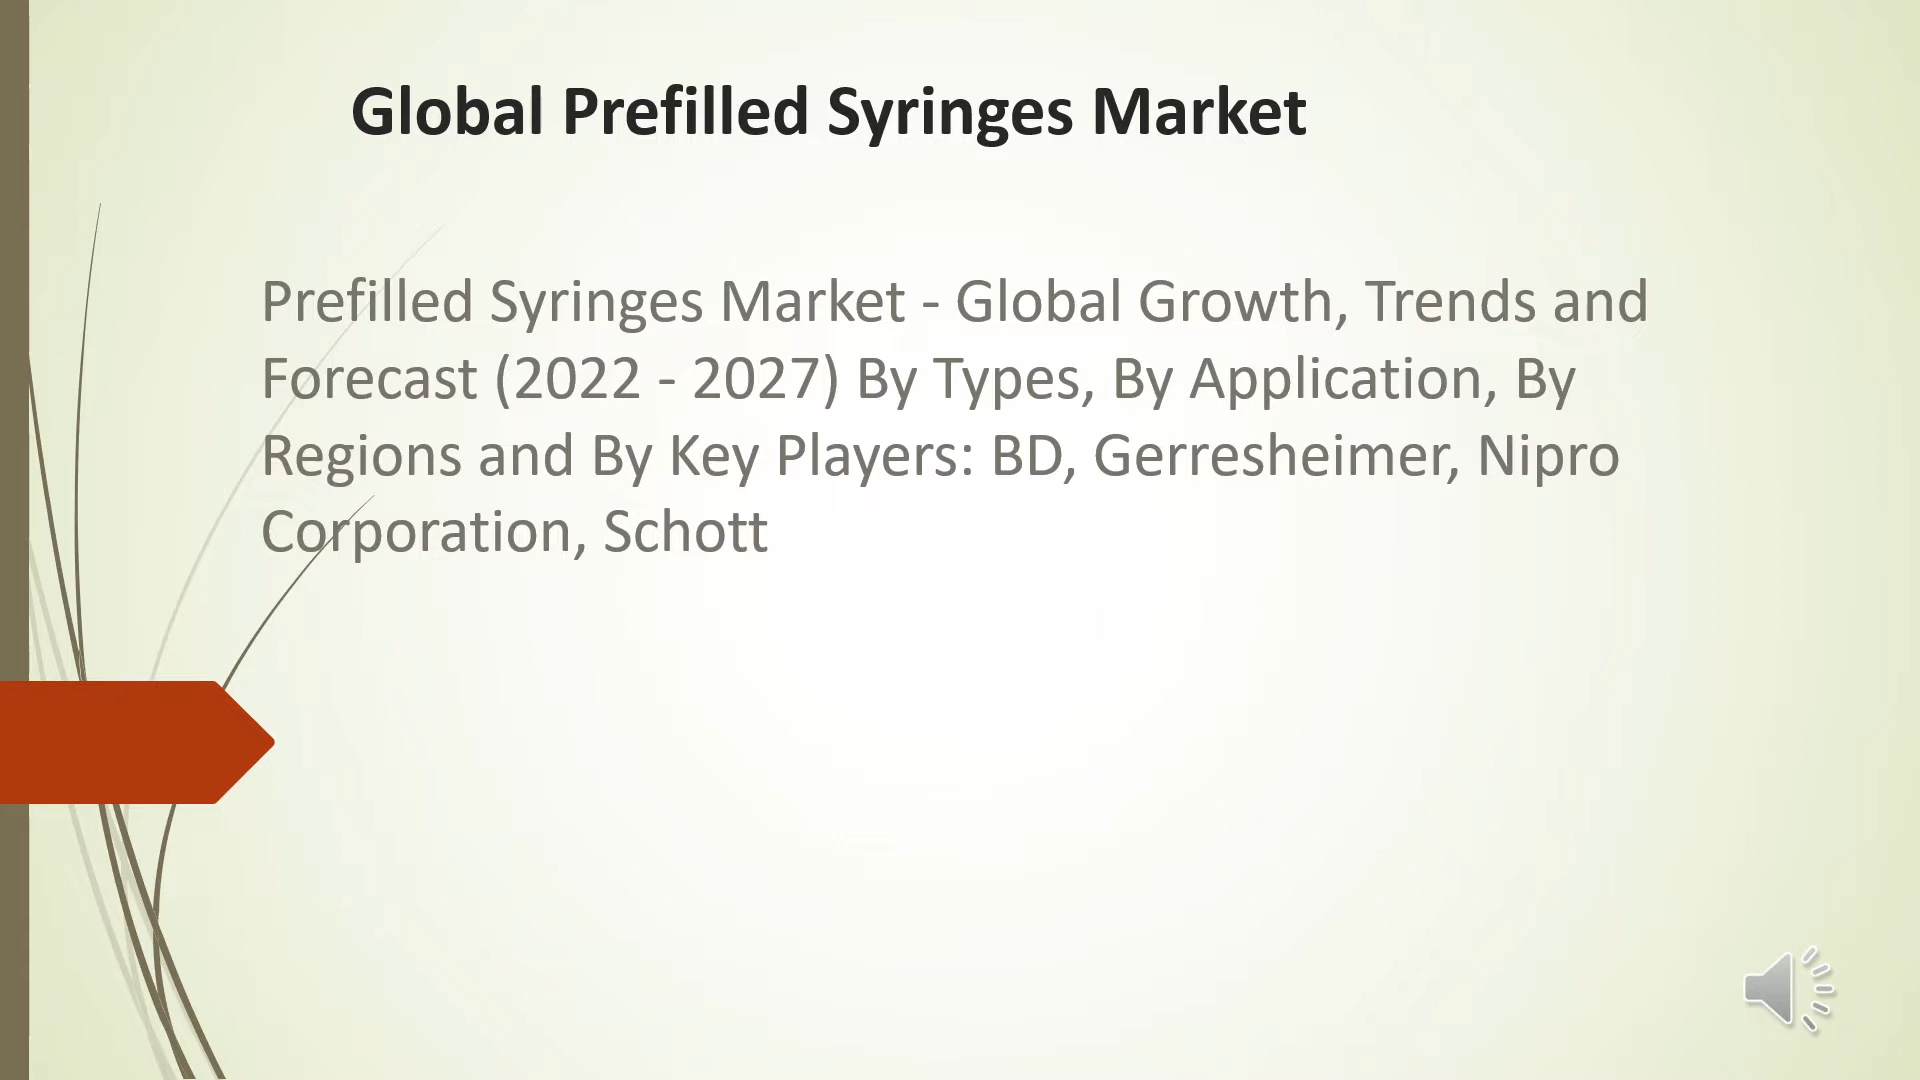 Global Prefilled Syringes Market
Prefilled Syringes Market - Global Growth, Trends and
Forecast (2022 - 2027) By Types, By Application, By
Regions and By Key Players: BD, Gerresheimer, Nipro
Corporation, Schott